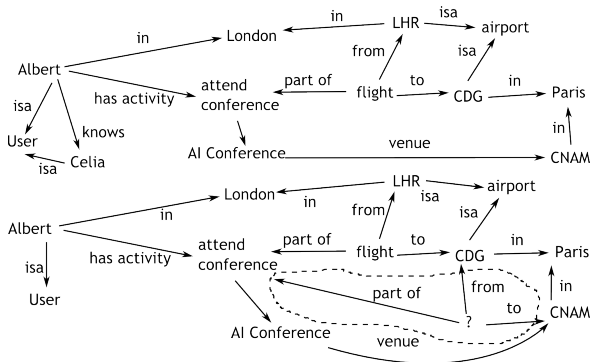 in
LHR
isa
London
in
airport
from
Albert
attend
conference
part of
flight
to
CDG
isa
in
Paris
has activity
isa
User
knows
isa
Celia
AI Conference
venue
in
CNAM
London
in
LHR
isa
airport
Albert
in
from
isa
attend
conference
part of
flight
to
CDG
in
Paris
has activity
isa
User
part of
from
in
?
to
CNAM
AI Conference
venue